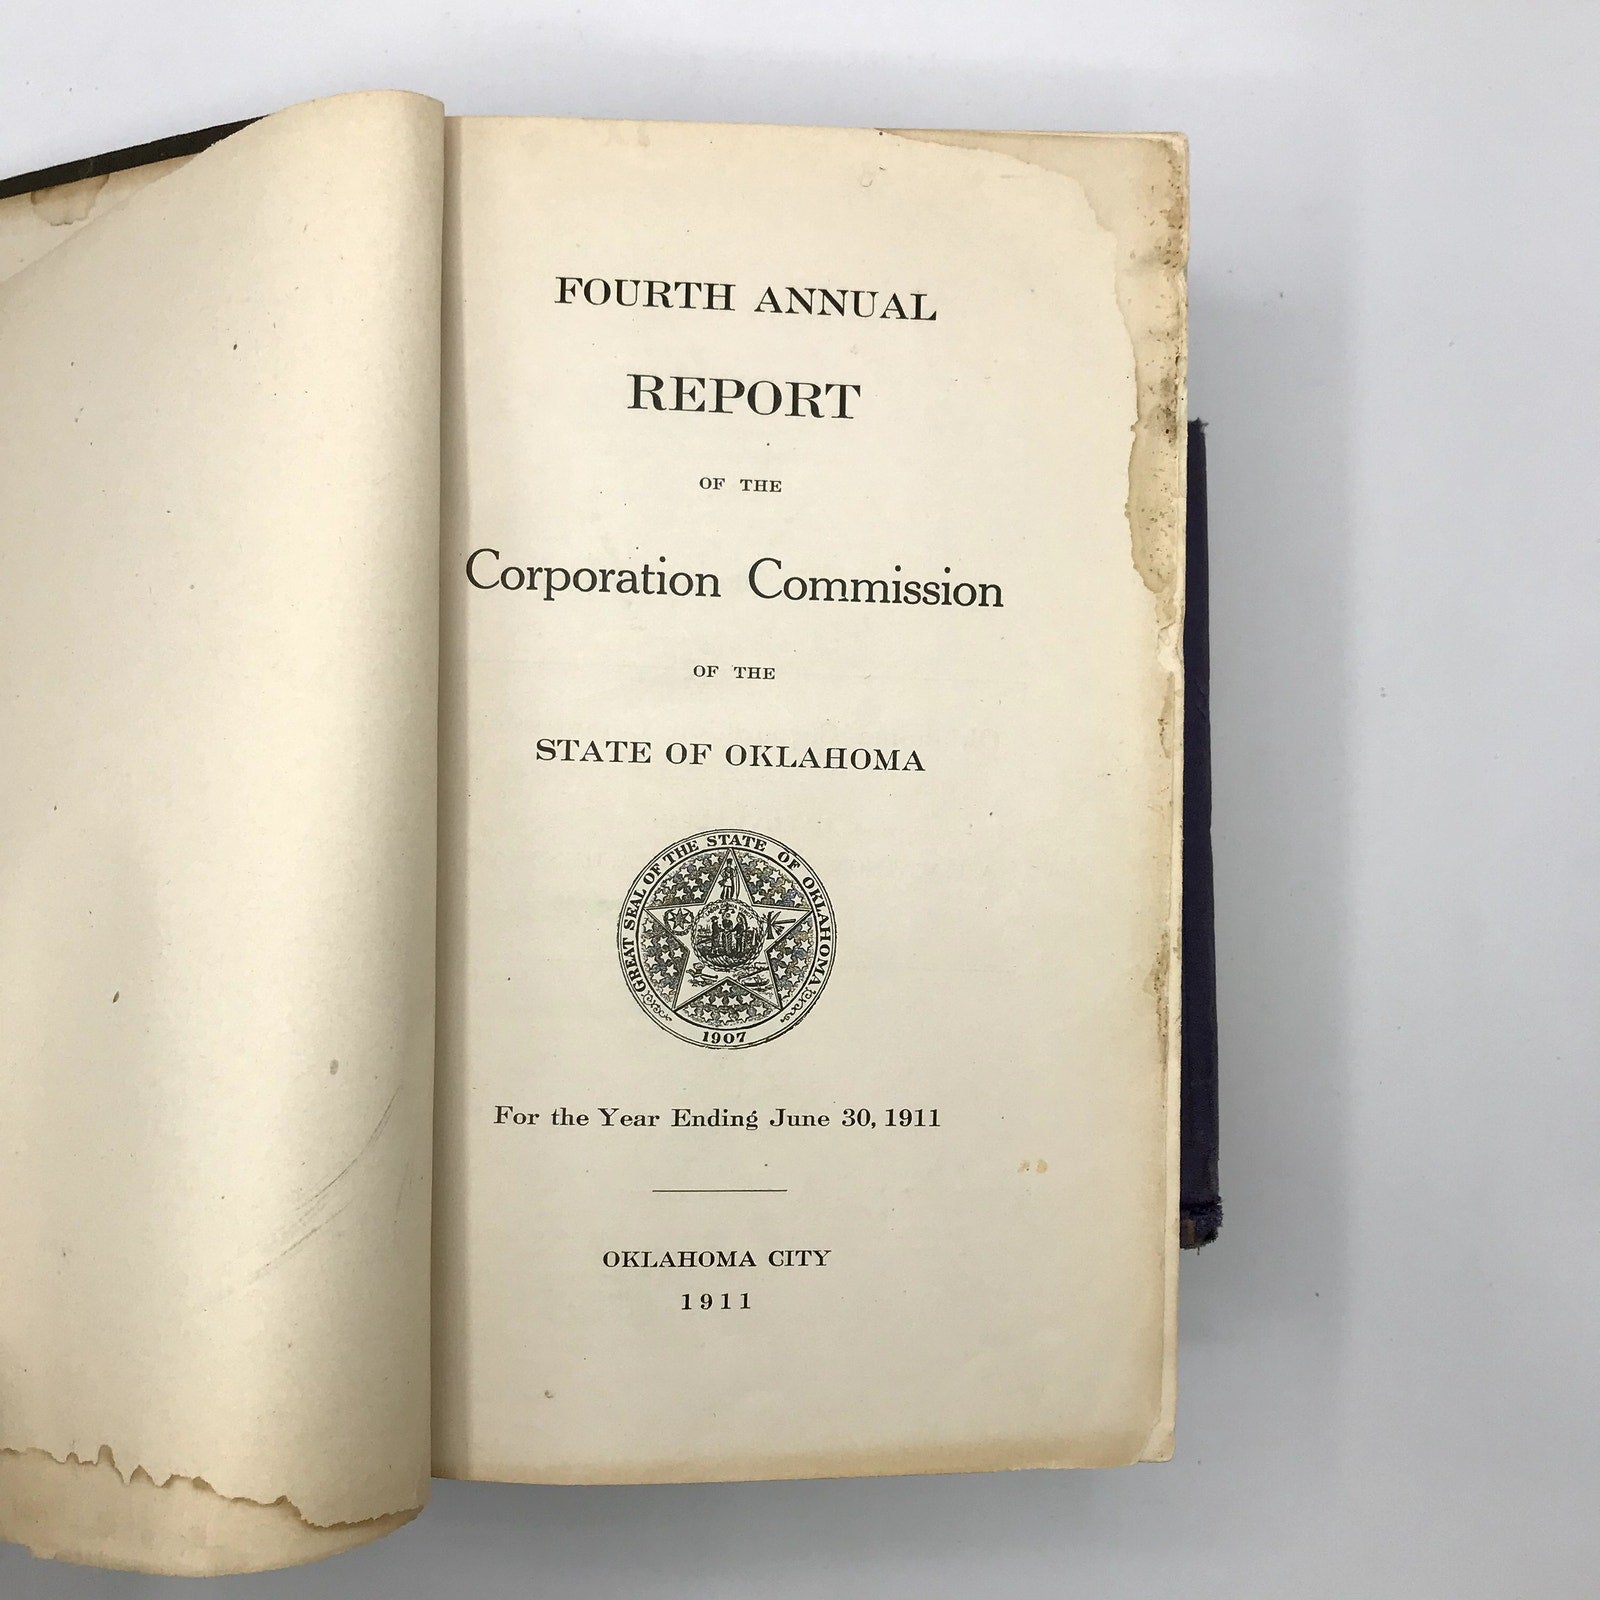 FOURTH ANNUAL
REPORT
OF THE
Corporation Commission
OF THE
STATE OF OKLAHOMA
GREAT SEAL OF THE STATE OF OKLAHOMA
1907
For the Year Ending June 30, 1911
OKLAHOMA CITY
1911